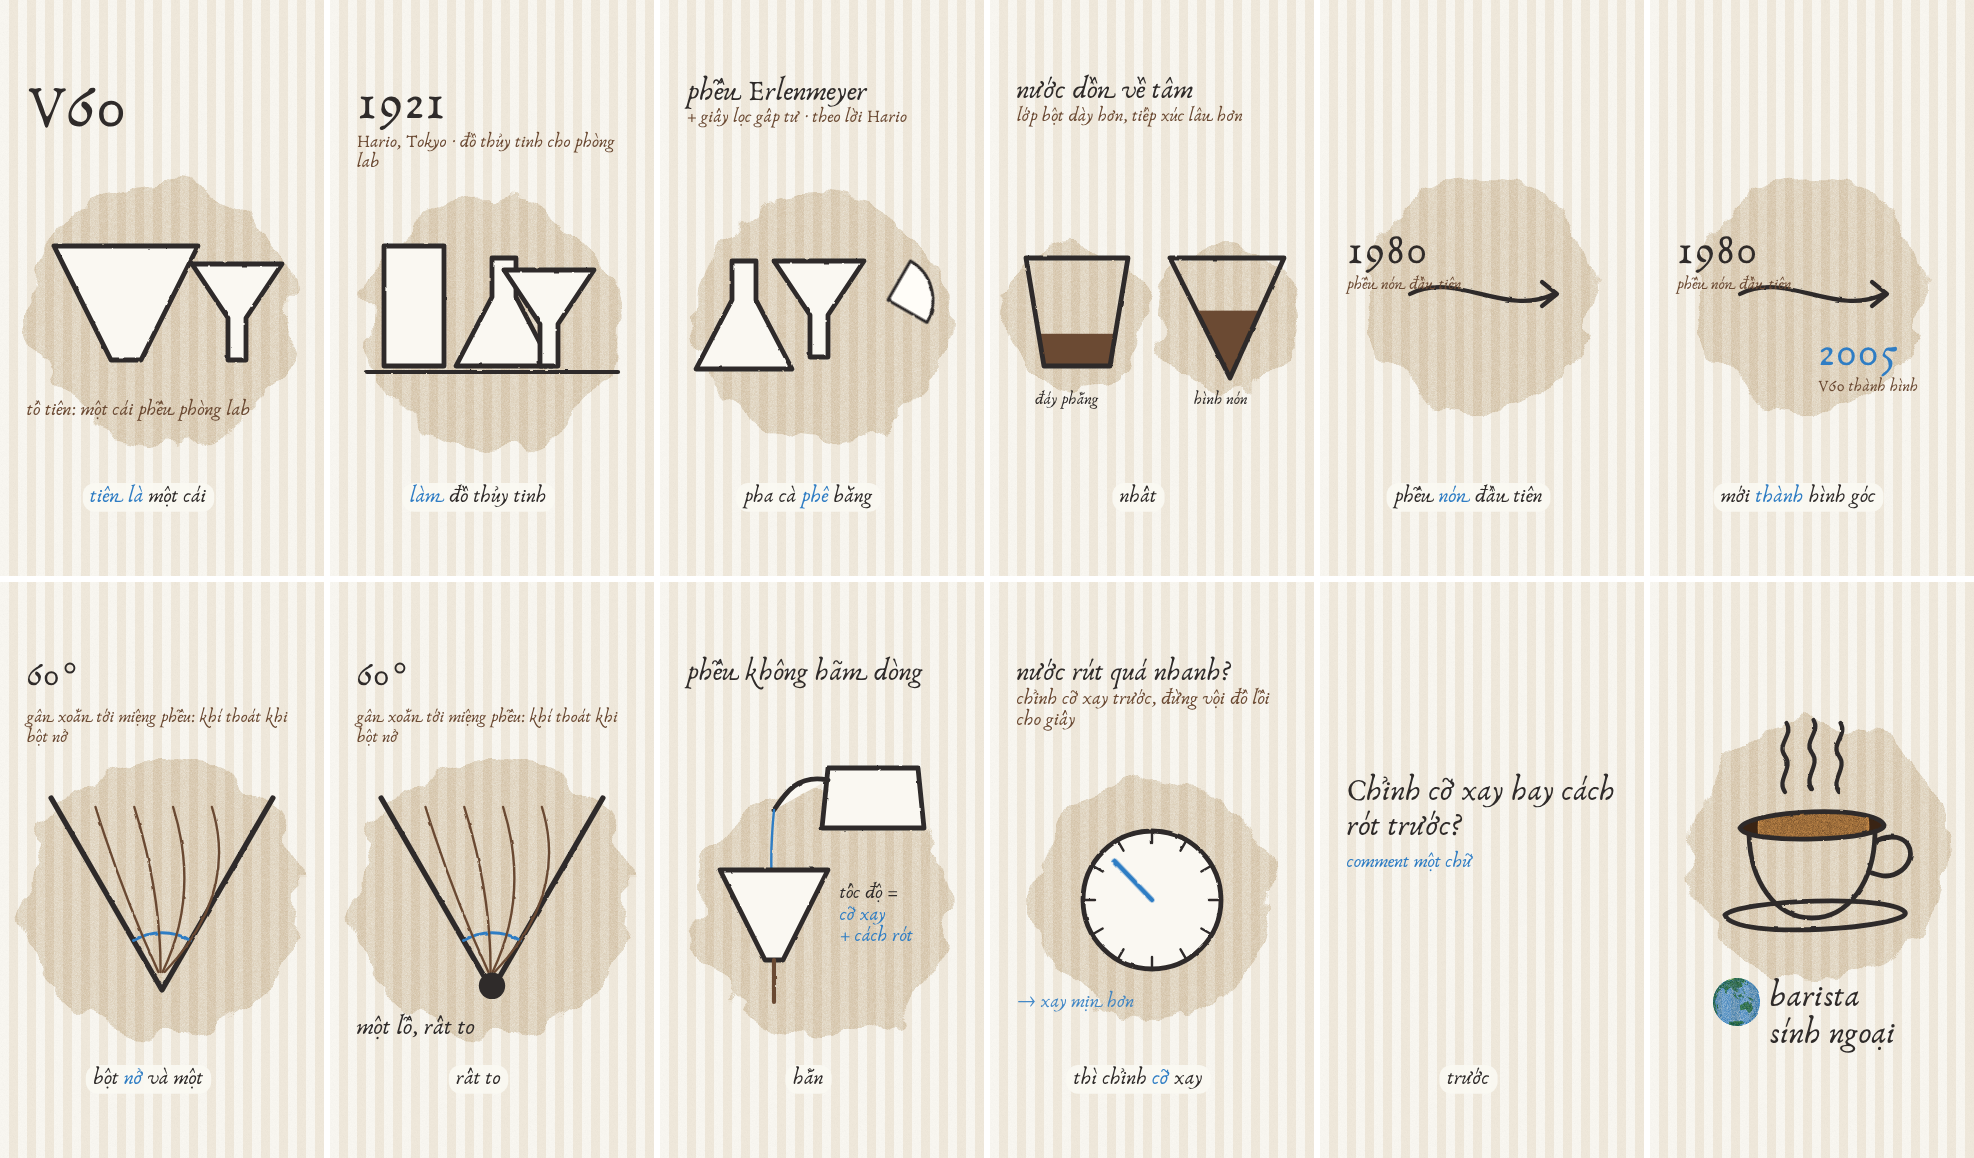 V60
tổ tiên: một cái phễu phòng lab
tiên là một cái
1921
Hario, Tokyo · đồ thủy tinh cho phòng
lab
làm đồ thủy tinh
phễu Erlenmeyer
+ giấy lọc gấp tư · theo lời Hario
pha cà phê bằng
nước dồn về tâm
lớp bột dày hơn, tiếp xúc lâu hơn
đáy phẳng
hình nón
nhất
1980
phễu nón đầu tiên
phễu nón đầu tiên
1980
phễu nón đầu tiên
2005
V60 thành hình
mới thành hình góc
60°
gân xoắn tới miệng phễu: khí thoát khi
bột nở
bột nở và một
60°
gân xoắn tới miệng phễu: khí thoát khi
bột nở
một lỗ, rất to
rất to
phễu không hãm dòng
tốc độ =
cỡ xay
+ cách rót
hẳn
nước rút quá nhanh?
chỉnh cỡ xay trước, đừng vội đổ lỗi
cho giấy
→ xay mịn hơn
thì chỉnh cỡ xay
Chỉnh cỡ xay hay cách
rót trước?
comment một chữ
trước
barista
sính ngoại